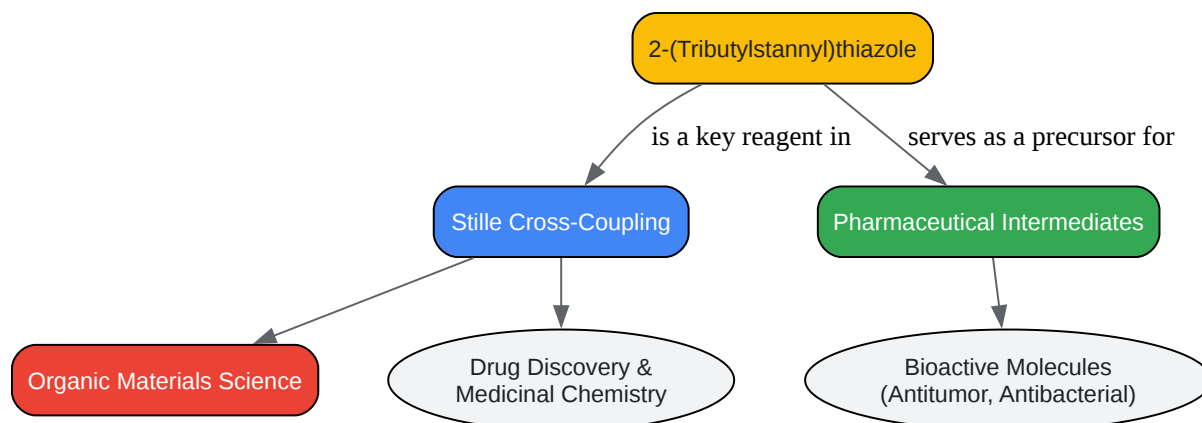 2-(Tributylstannyl)thiazole
is a key reagent in
serves as a precursor for
Stille Cross-Coupling
Pharmaceutical Intermediates
Organic Materials Science
Drug Discovery &
Medicinal Chemistry
Bioactive Molecules
(Antitumor, Antibacterial)